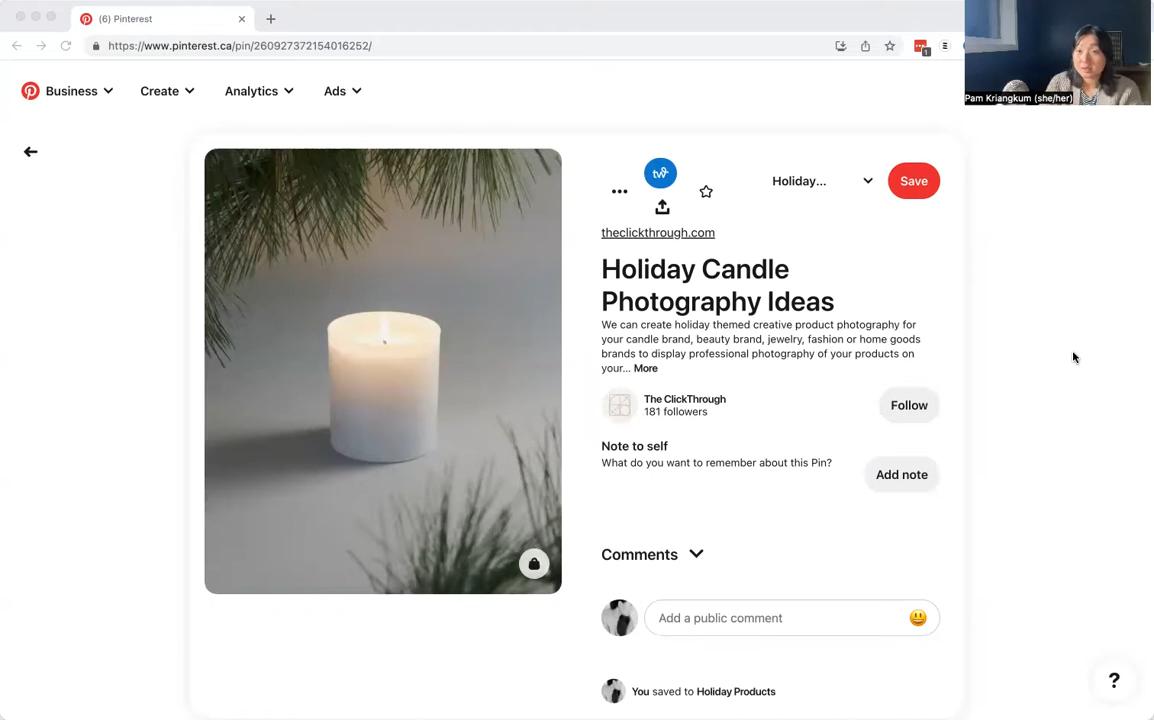 (6) Pinterest
https://www.pinterest.ca/pin/260927372154016252/
1
Pam Kriangkum (she/her)
Business
Create
Analytics
Ads
Holiday...
Save
theclickthrough.com
Holiday Candle
Photography Ideas
We can create holiday themed creative product photography for
your candle brand, beauty brand, jewelry, fashion or home goods
brands to display professional photography of your products on
your... More
The ClickThrough
181 followers
Follow
Note to self
What do you want to remember about this Pin?
Add note
Comments
Add a public comment
You saved to Holiday Products
?